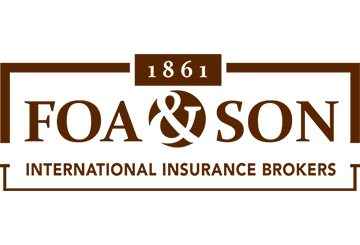 1861
FOA & SON
INTERNATIONAL INSURANCE BROKERS